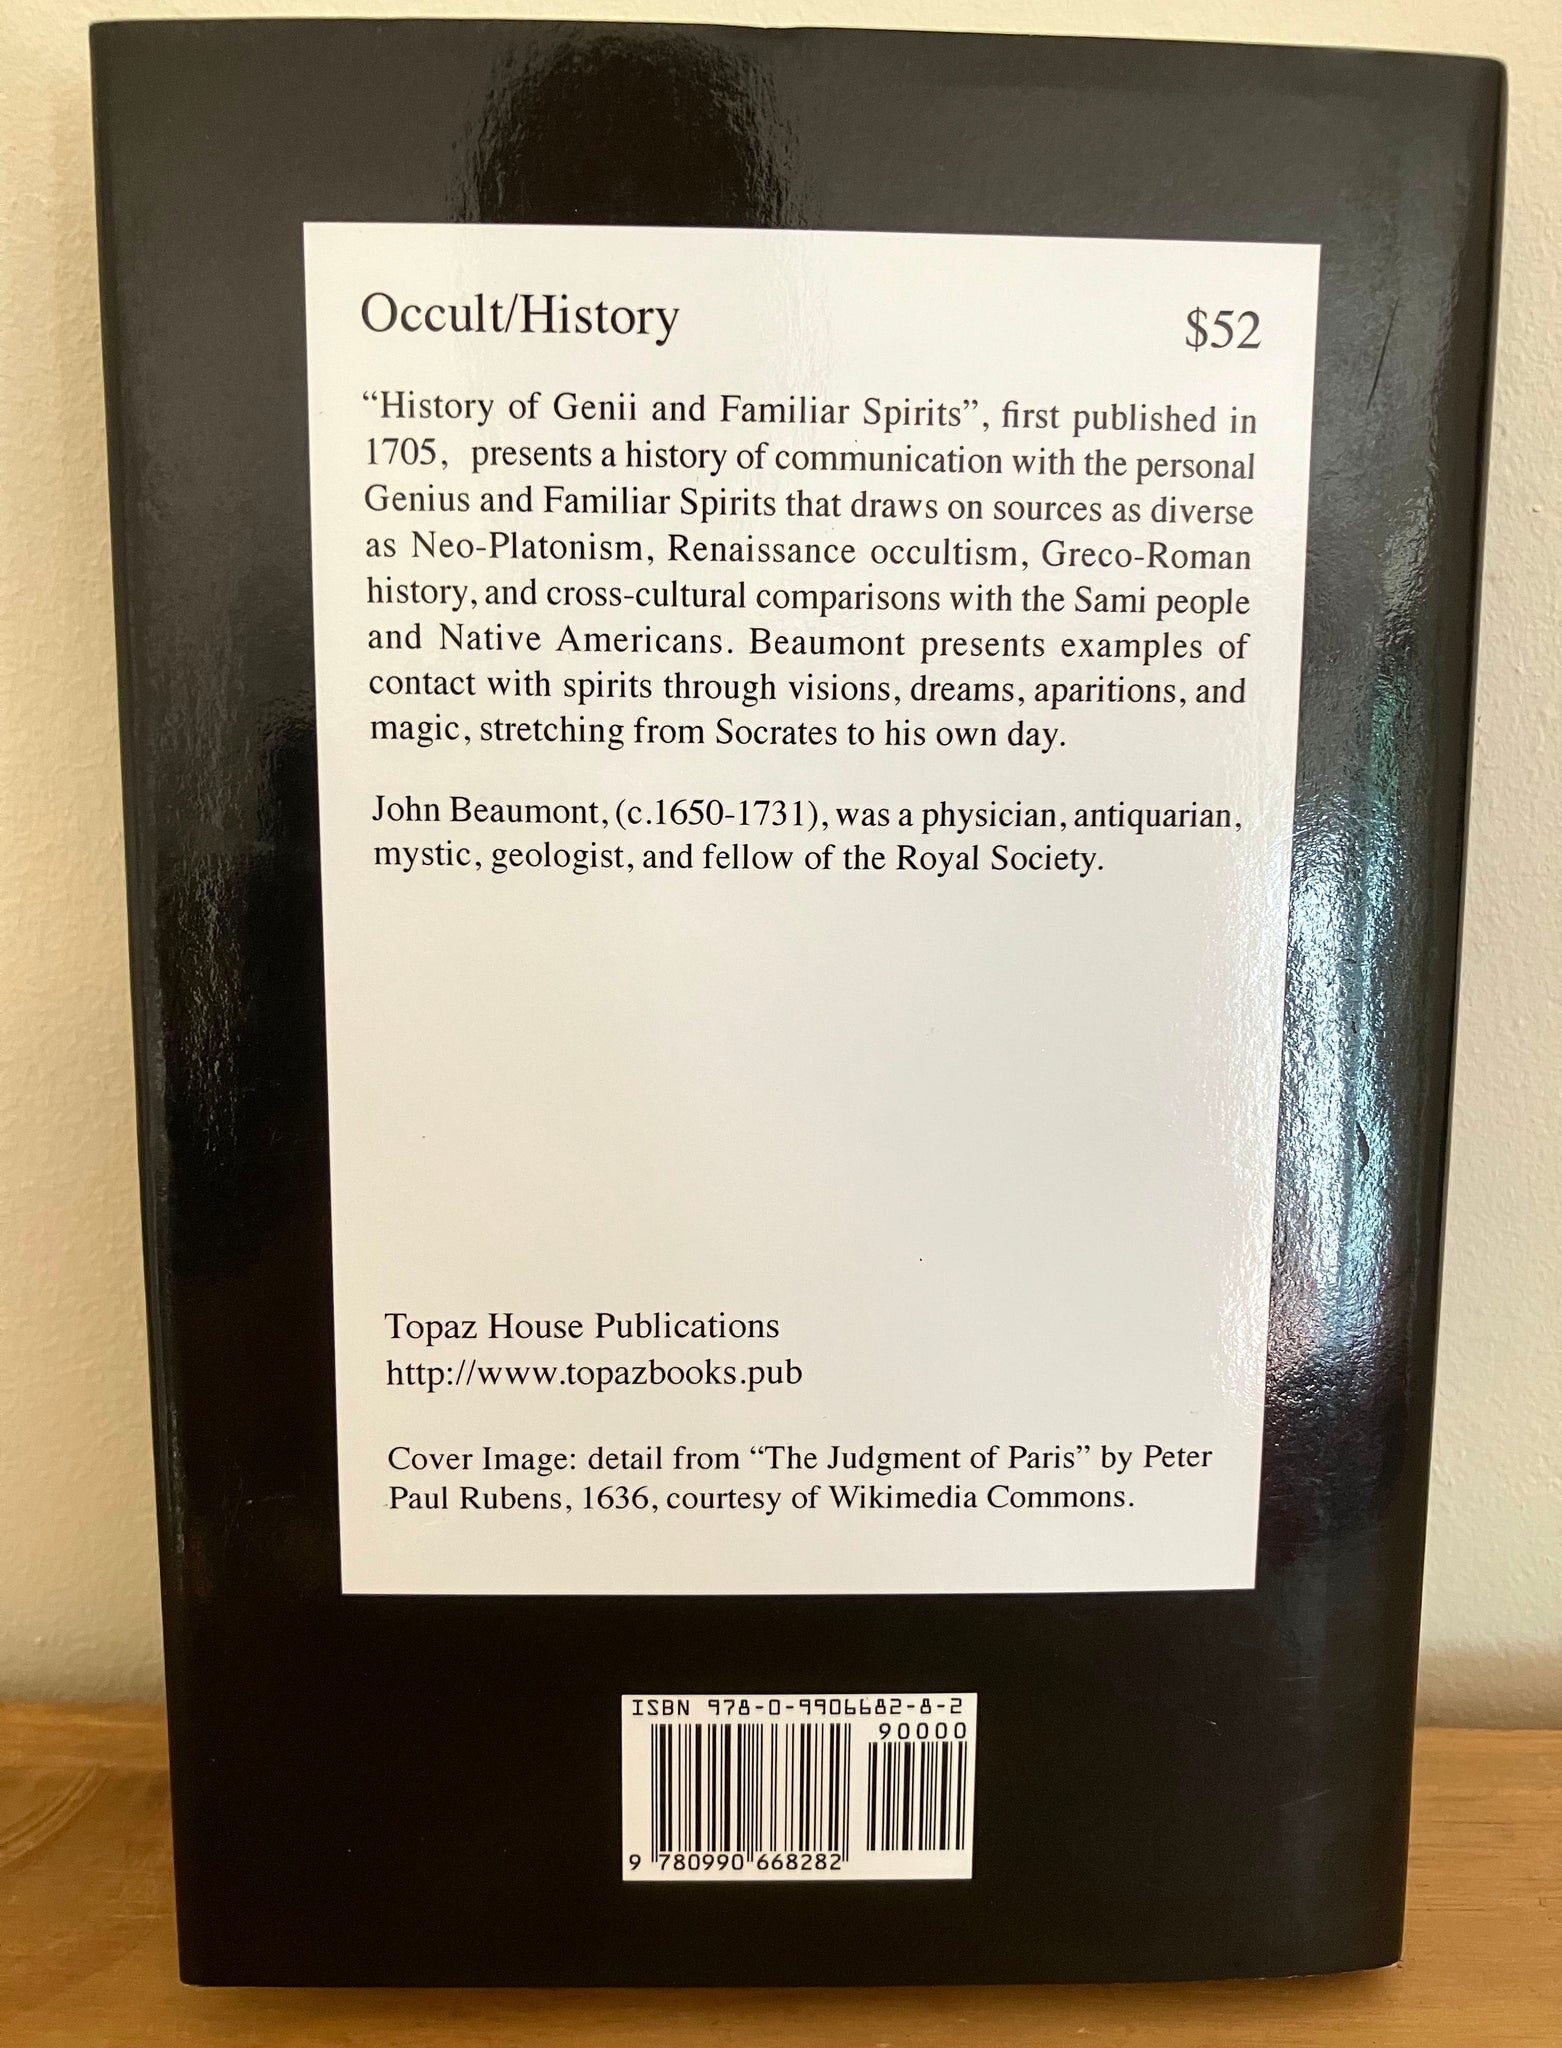 Occult/History
$52
“History of Genii and Familiar Spirits”, first published in
1705, presents a history of communication with the personal
Genius and Familiar Spirits that draws on sources as diverse
as Neo-Platonism, Renaissance occultism, Greco-Roman
history, and cross-cultural comparisons with the Sami people
and Native Americans. Beaumont presents examples of
contact with spirits through visions, dreams, aparitions, and
magic, stretching from Socrates to his own day.
John Beaumont, (c.1650-1731), was a physician, antiquarian,
mystic, geologist, and fellow of the Royal Society.
Topaz House Publications
http://www.topazbooks.pub
Cover Image: detail from “The Judgment of Paris” by Peter
Paul Rubens, 1636, courtesy of Wikimedia Commons.
ISBN 978-0-9906682-8-2
90000
9 780990 668282